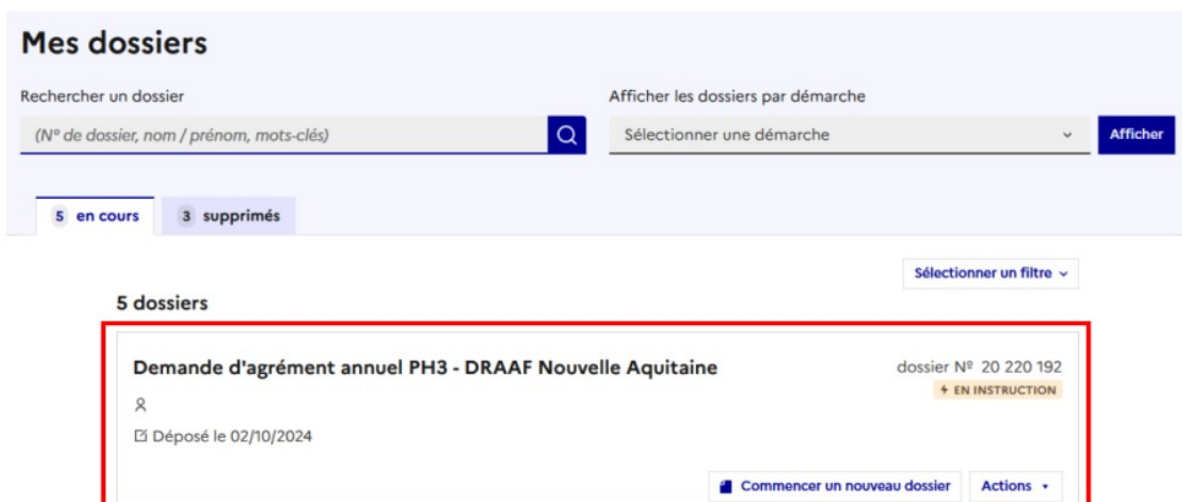 Mes dossiers
Rechercher un dossier
Afficher les dossiers par démarche
(N° de dossier, nom / prénom, mots-clés)
Sélectionner une démarche
Afficher
5 en cours
3 supprimés
Sélectionner un filtre
5 dossiers
Demande d'agrément annuel PH3 - DRAAF Nouvelle Aquitaine
dossier Nº 20 220 192
EN INSTRUCTION
Déposé le 02/10/2024
Commencer un nouveau dossier
Actions